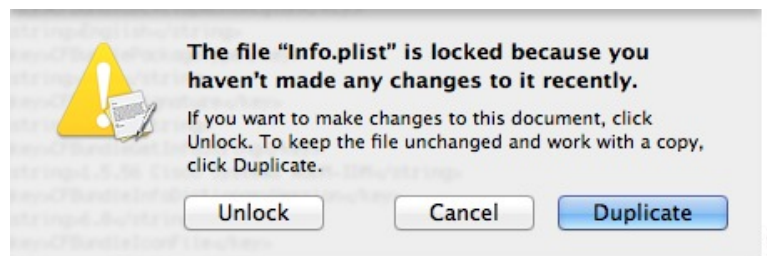 The file “Info.plist” is locked because you
haven’t made any changes to it recently.
If you want to make changes to this document, click
Unlock. To keep the file unchanged and work with a copy,
click Duplicate.
Unlock
Cancel
Duplicate